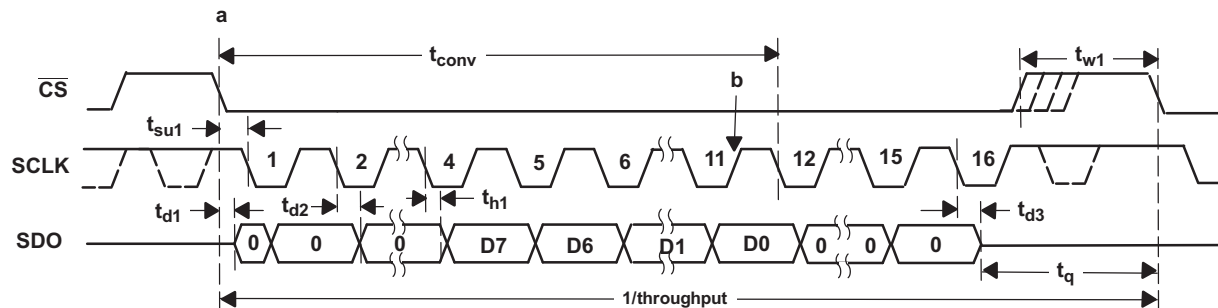 a
t_conv
t_w1
CS
b
t_su1
SCLK 1 2 4 5 6 11 12 15 16
t_d1 t_d2 t_h1 t_d3
SDO 0 0 0 D7 D6 D1 D0 0 0 0
t_q
1/throughput